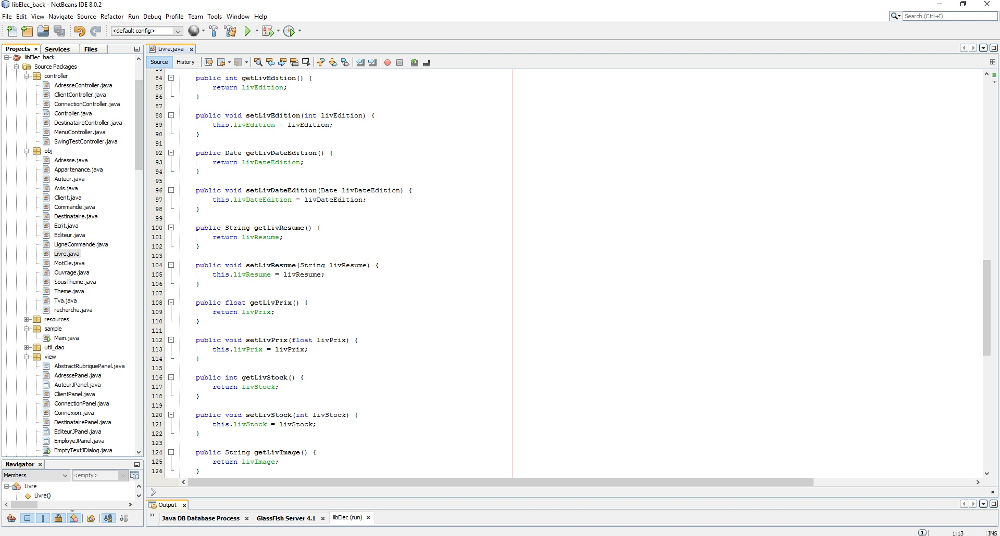 libElec_back - NetBeans IDE 8.0.2
File Edit View Navigate Source Refactor Run Debug Profile Team Tools Window Help
Search (Ctrl+I)
<default config>
Projects Services Files
libElec_back
Source Packages
controller
AdresseController.java
ClientController.java
ConnectionController.java
Controller.java
DestinataireController.java
MenuController.java
SwingTestController.java
obj
Adresse.java
Appartenance.java
Auteur.java
Avis.java
Client.java
Commande.java
Destinataire.java
Ecrit.java
Editeur.java
LigneCommande.java
Livre.java
MotCle.java
Ouvrage.java
SousTheme.java
Theme.java
Tva.java
recherche.java
resources
sample
Main.java
util_dao
view
AbstractRubriquePanel.java
AdressePanel.java
AuteurJPanel.java
ClientPanel.java
ConnectionPanel.java
Connexion.java
DestinatairePanel.java
EditeurJPanel.java
EmployeJPanel.java
EmptyTextJDialog.java
Navigator
Members <empty>
Livre
Livre()
Livre.java
Source History
84 public int getLivEdition() {
85 return livEdition;
86 }
87
88 public void setLivEdition(int livEdition) {
89 this.livEdition = livEdition;
90 }
91
92 public Date getLivDateEdition() {
93 return livDateEdition;
94 }
95
96 public void setLivDateEdition(Date livDateEdition) {
97 this.livDateEdition = livDateEdition;
98 }
99
100 public String getLivResume() {
101 return livResume;
102 }
103
104 public void setLivResume(String livResume) {
105 this.livResume = livResume;
106 }
107
108 public float getLivPrix() {
109 return livPrix;
110 }
111
112 public void setLivPrix(float livPrix) {
113 this.livPrix = livPrix;
114 }
115
116 public int getLivStock() {
117 return livStock;
118 }
119
120 public void setLivStock(int livStock) {
121 this.livStock = livStock;
122 }
123
124 public String getLivImage() {
125 return livImage;
126 }
Output
Java DB Database Process GlassFish Server 4.1 libElec (run)
1 1:13 INS